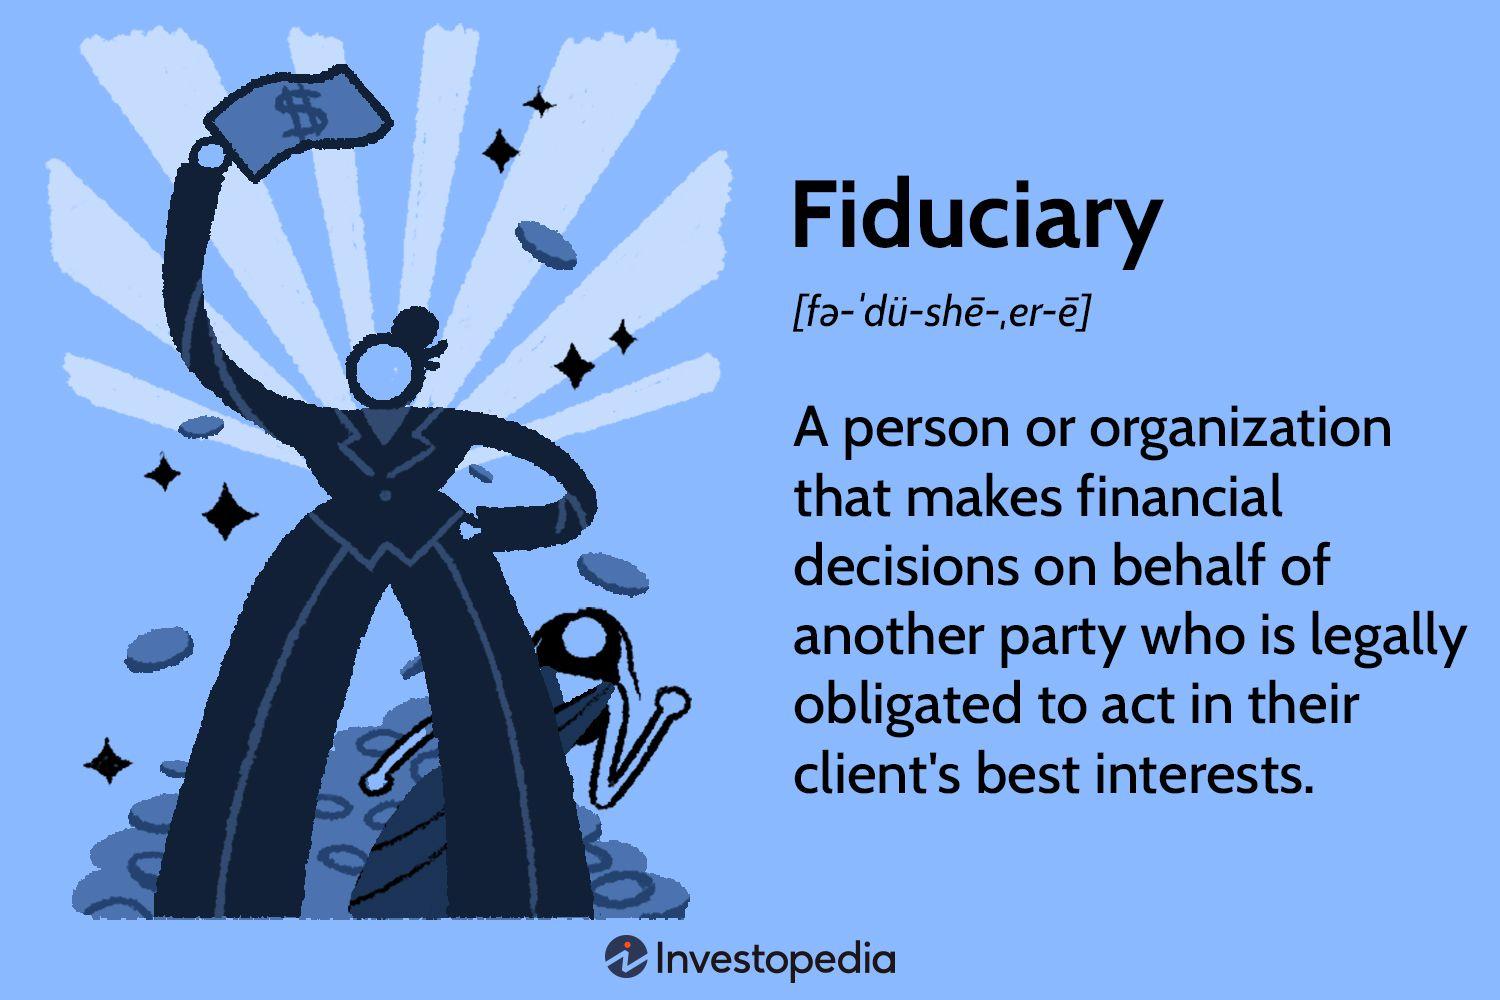 $
Fiduciary
[fə-ˈdü-shē-ˌer-ē]
A person or organization
that makes financial
decisions on behalf of
another party who is legally
obligated to act in their
client's best interests.
Investopedia